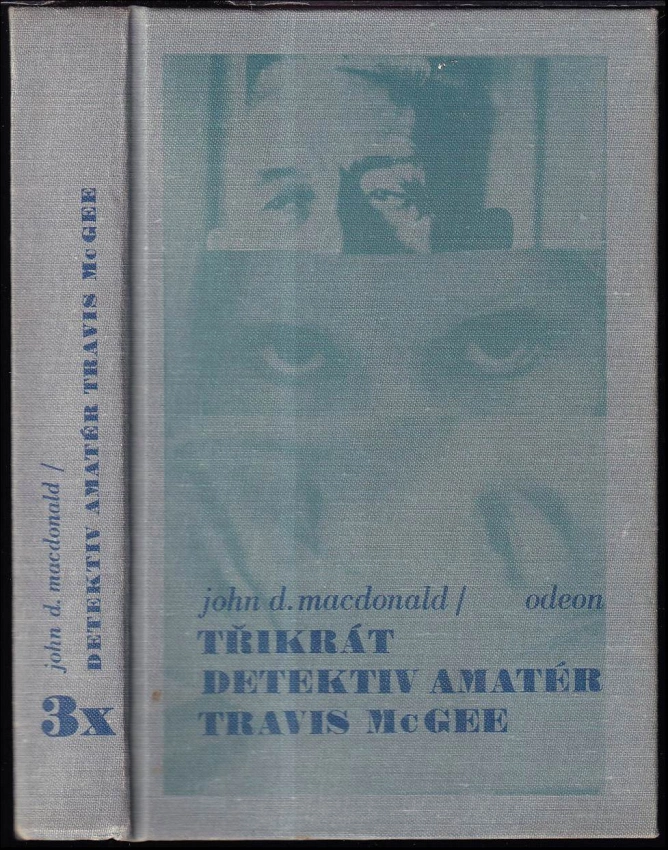 john d. macdonald /
DETEKTIV AMATÉR TRAVIS McGEE
3x
john d. macdonald / odeon
TŘIKRÁT
DETEKTIV AMATÉR
TRAVIS McGEE